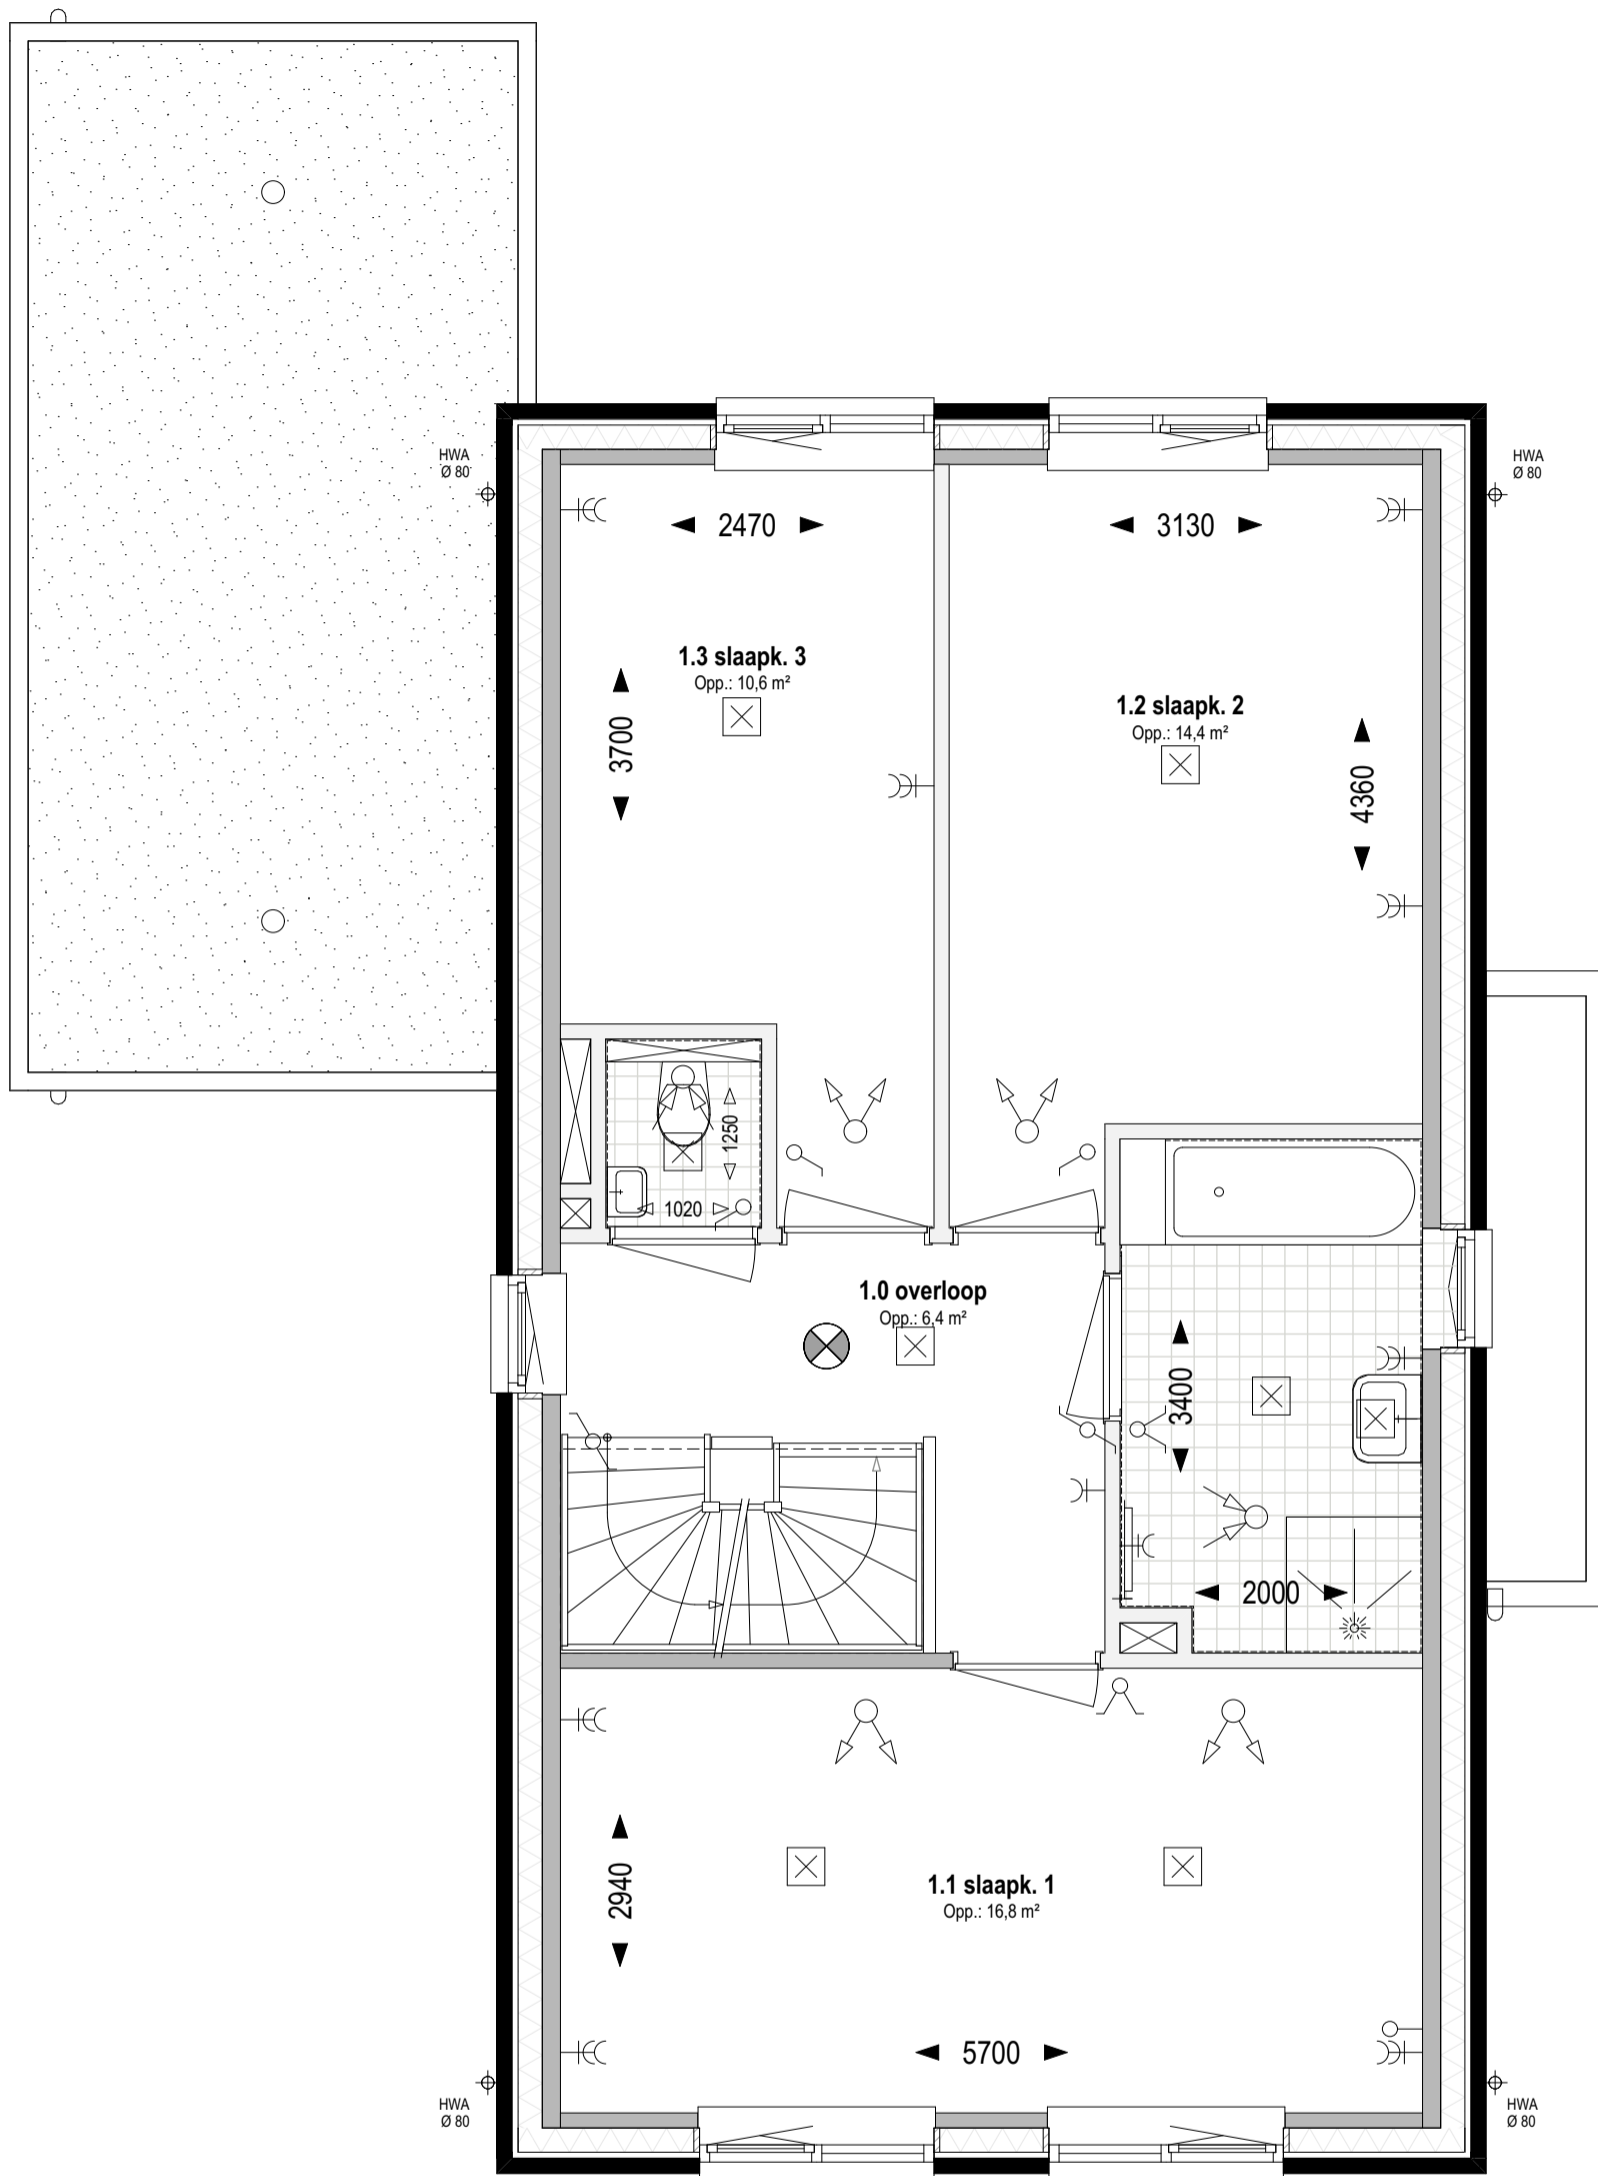 HWA
Ø 80
HWA
Ø 80
2470
3130
1.3 slaapk. 3
Opp.: 10,6 m²
3700
1.2 slaapk. 2
Opp.: 14,4 m²
4360
1250
1020
1.0 overloop
Opp.: 6,4 m²
3400
2000
2940
1.1 slaapk. 1
Opp.: 16,8 m²
5700
HWA
Ø 80
HWA
Ø 80